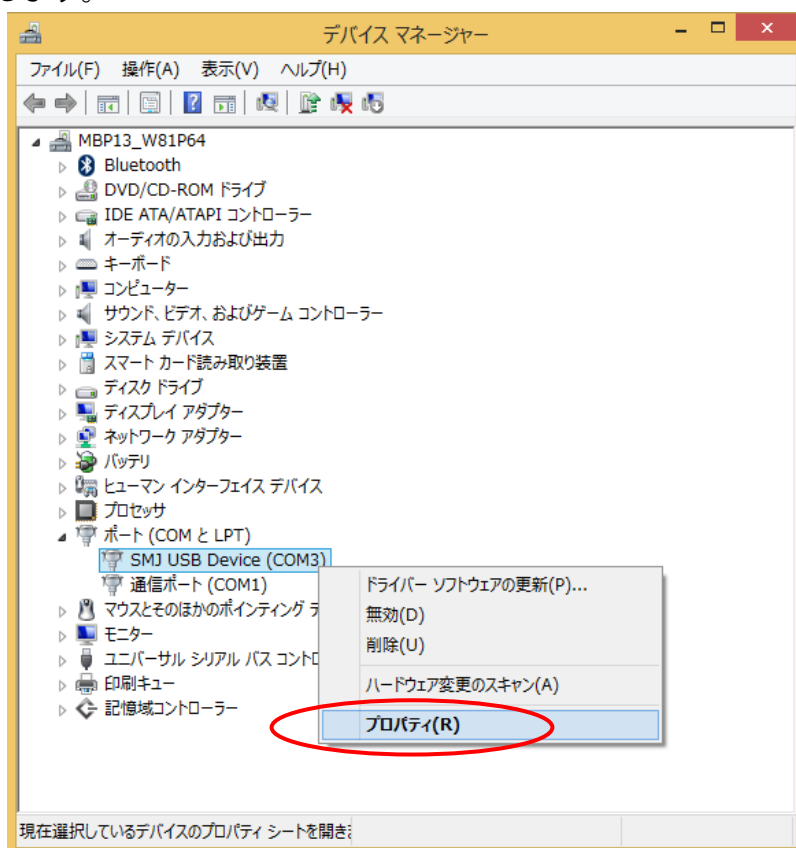 します。
デバイス マネージャー
ファイル(F) 操作(A) 表示(V) ヘルプ(H)
MBP13_W81P64
Bluetooth
DVD/CD-ROM ドライブ
IDE ATA/ATAPI コントローラー
オーディオの入力および出力
キーボード
コンピューター
サウンド、ビデオ、およびゲーム コントローラー
システム デバイス
スマート カード読み取り装置
ディスク ドライブ
ディスプレイ アダプター
ネットワーク アダプター
バッテリ
ヒューマン インターフェイス デバイス
プロセッサ
ポート (COM と LPT)
SMJ USB Device (COM3)
通信ポート (COM1)
ドライバー ソフトウェアの更新(P)...
マウスとそのほかのポインティング デ
無効(D)
モニター
削除(U)
ユニバーサル シリアル バス コントロ
印刷キュー
ハードウェア変更のスキャン(A)
記憶域コントローラー
プロパティ(R)
現在選択しているデバイスのプロパティ シートを開き